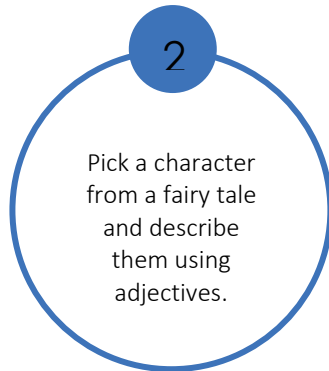 2
Pick a character
from a fairy tale
and describe
them using
adjectives.